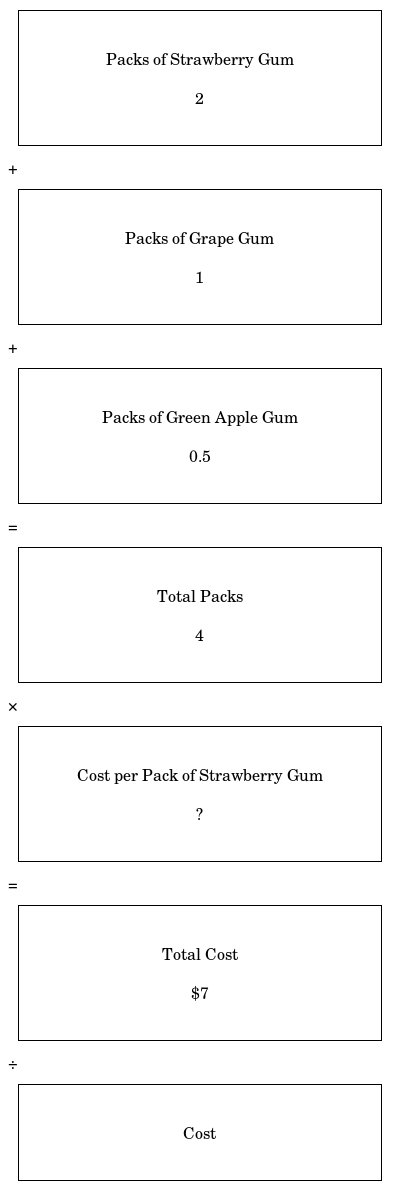 Packs of Strawberry Gum
2
+
Packs of Grape Gum
1
+
Packs of Green Apple Gum
0.5
=
Total Packs
4
×
Cost per Pack of Strawberry Gum
?
=
Total Cost
$7
÷
Cost